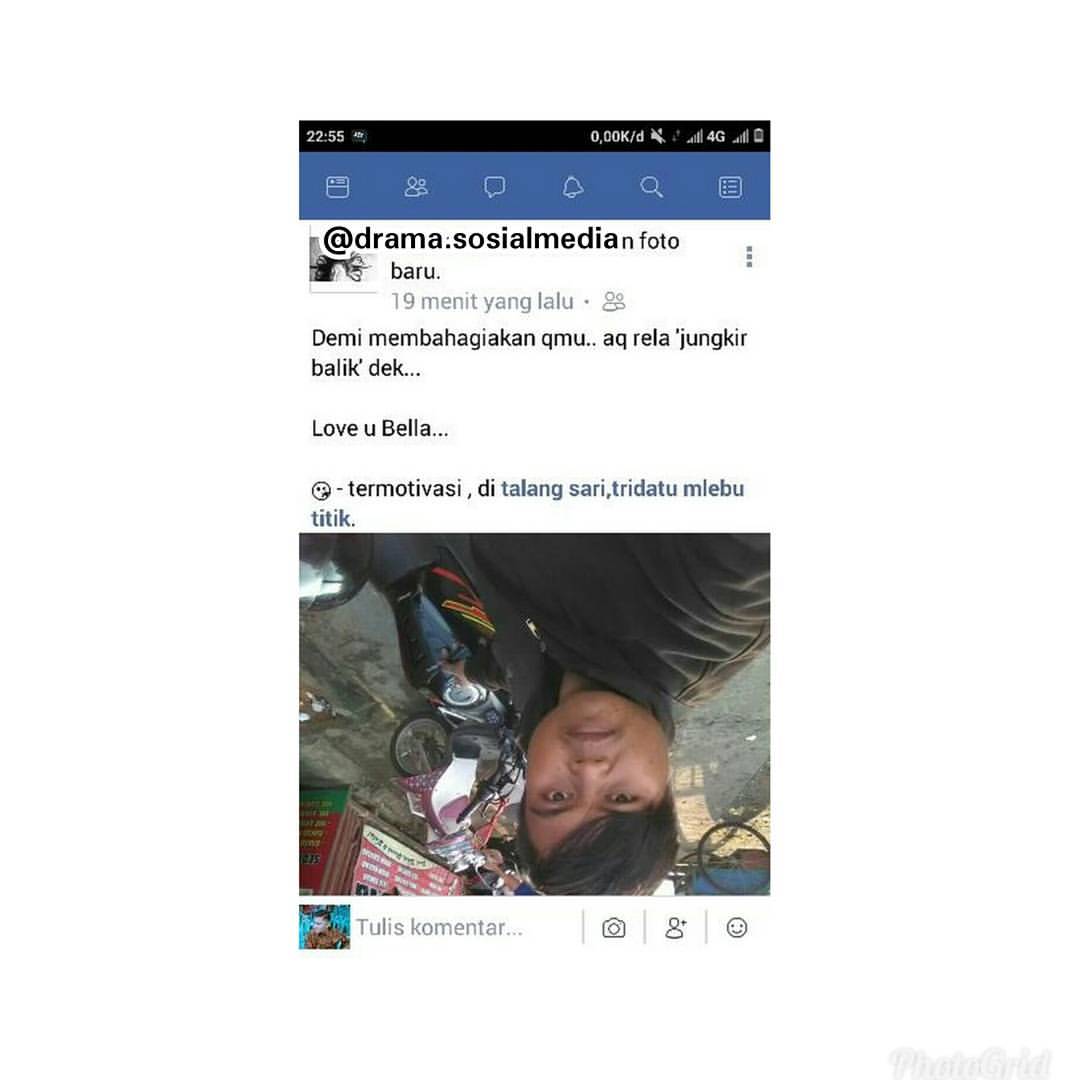 22:55
0,00K/d 4G
@drama.sosialmedia n foto
baru.
19 menit yang lalu ·
Demi membahagiakan qmu.. aq rela 'jungkir
balik' dek...
Love u Bella...
- termotivasi , di talang sari,tridatu mlebu
titik.
Tulis komentar...
PhotoGrid